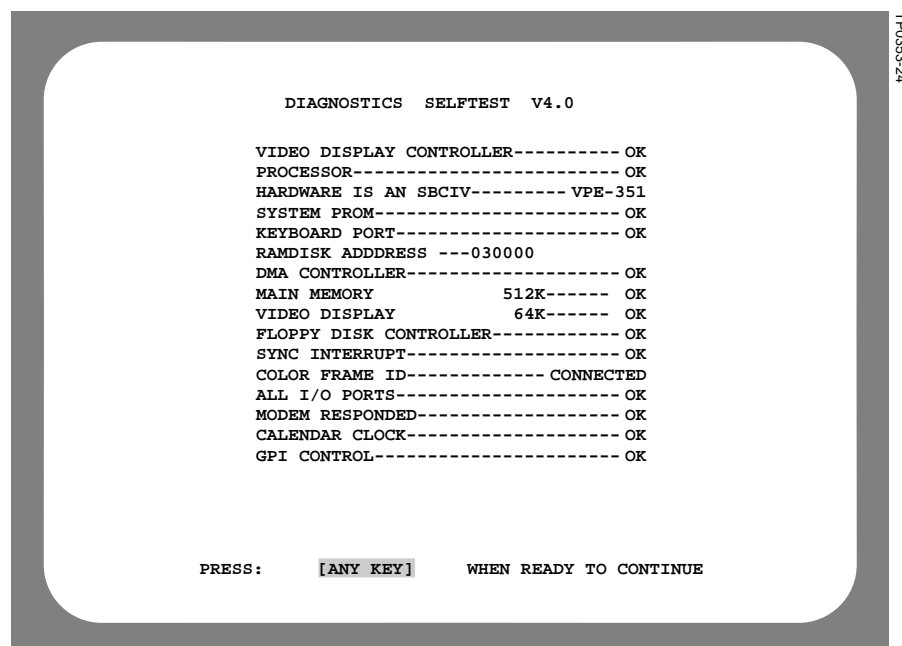 DIAGNOSTICS SELFTEST V4.0
VIDEO DISPLAY CONTROLLER---------- OK
PROCESSOR------------------------- OK
HARDWARE IS AN SBCIV--------- VPE-351
SYSTEM PROM----------------------- OK
KEYBOARD PORT--------------------- OK
RAMDISK ADDDRESS ---030000
DMA CONTROLLER-------------------- OK
MAIN MEMORY 512K------ OK
VIDEO DISPLAY 64K------ OK
FLOPPY DISK CONTROLLER------------ OK
SYNC INTERRUPT-------------------- OK
COLOR FRAME ID------------- CONNECTED
ALL I/O PORTS--------------------- OK
MODEM RESPONDED------------------- OK
CALENDAR CLOCK-------------------- OK
GPI CONTROL----------------------- OK
PRESS: [ANY KEY] WHEN READY TO CONTINUE